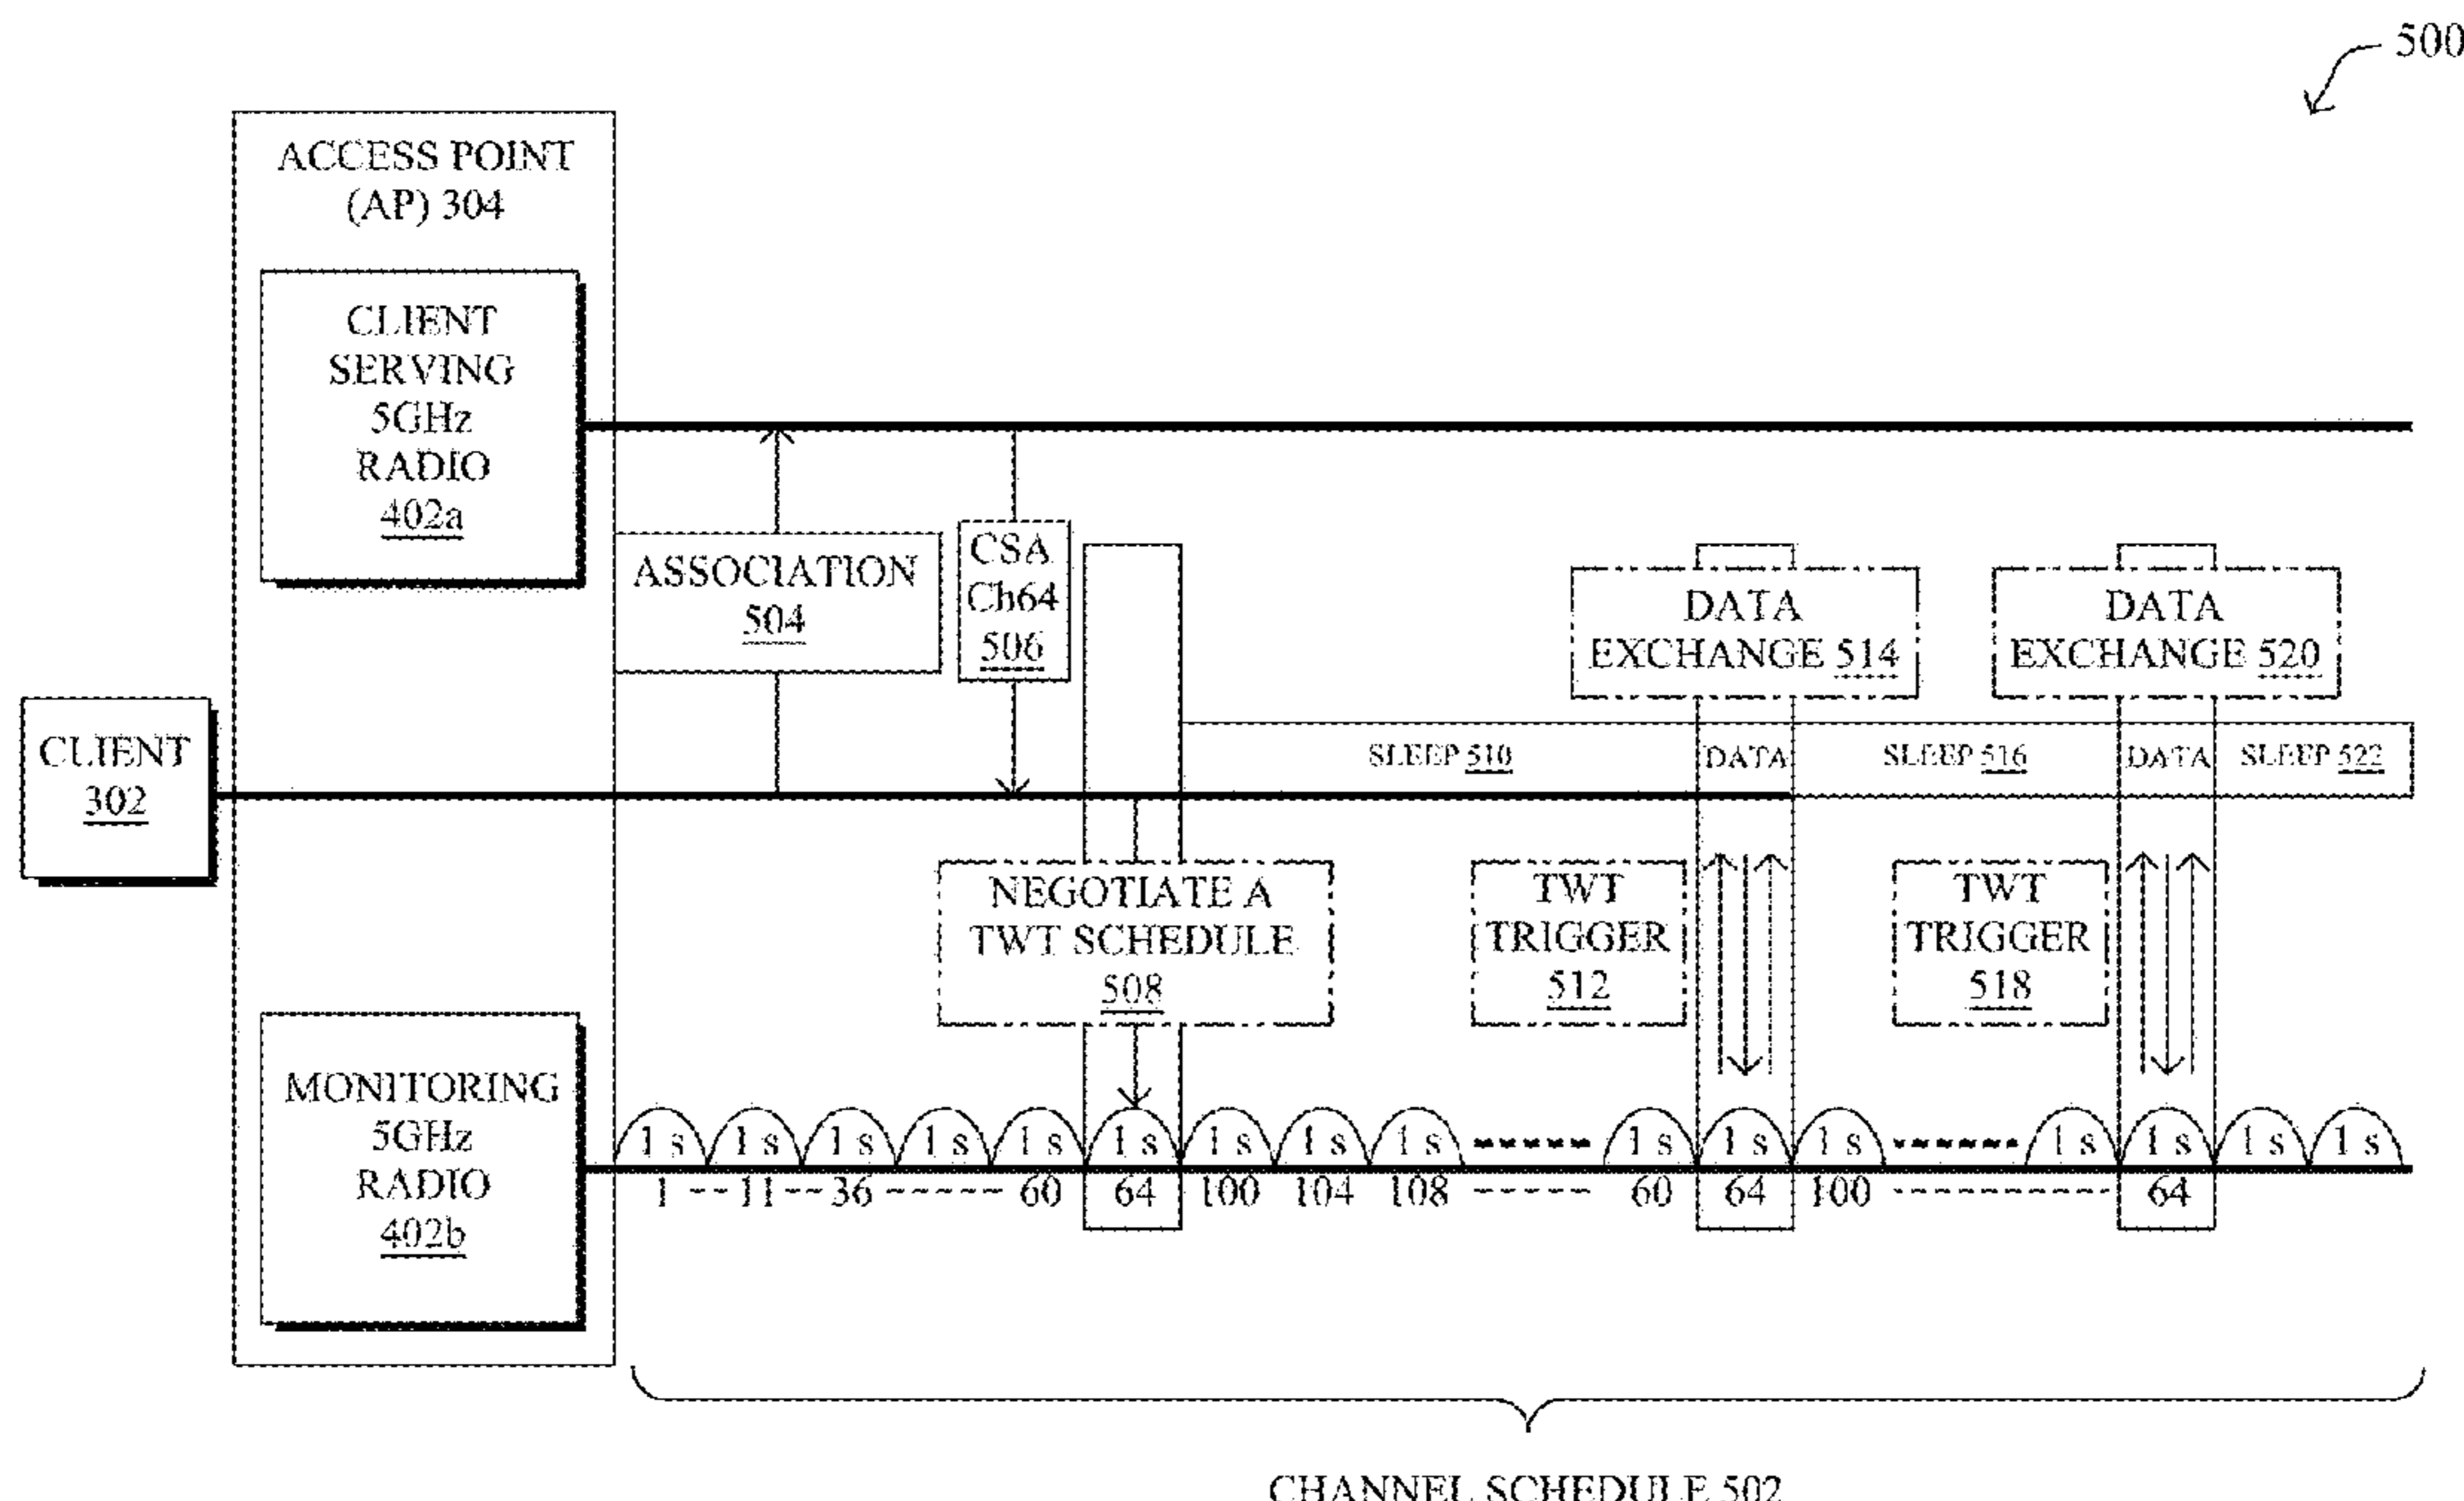 500
ACCESS POINT
(AP) 304
CLIENT
SERVING
5GHz
RADIO
402a
ASSOCIATION
504
CSA
Ch64
506
DATA
EXCHANGE 514
DATA
EXCHANGE 520
CLIENT
302
SLEEP 510
DATA
SLEEP 516
DATA
SLEEP 522
NEGOTIATE A
TWT SCHEDULE
508
TWT
TRIGGER
512
TWT
TRIGGER
518
MONITORING
5GHz
RADIO
402b
1 s 1 s 1 s 1 s 1 s 1 s 1 s 1 s 1 s 1 s 1 s 1 s 1 s 1 s 1 s 1 s
1 11 36 60 64 100 104 108 60 64 100 64
CHANNEL SCHEDULE 502